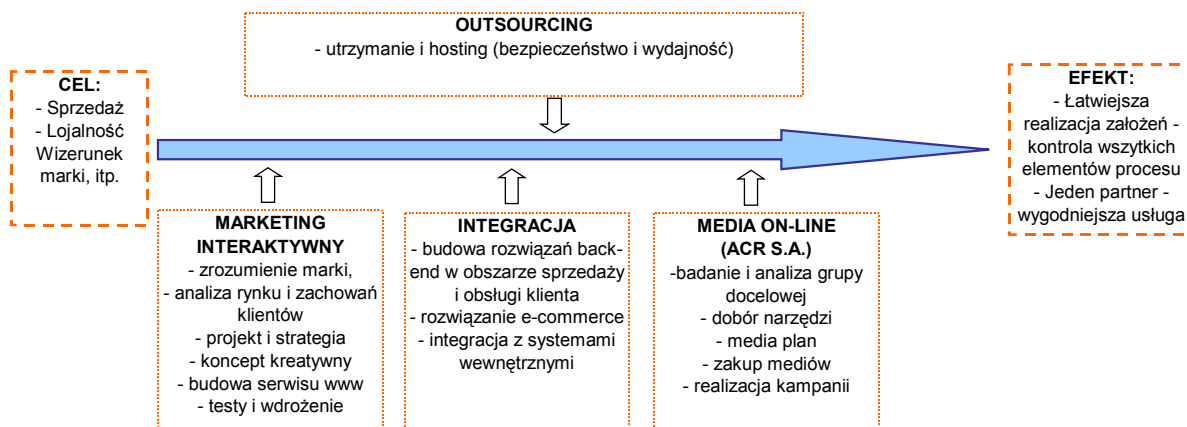 OUTSOURCING
- utrzymanie i hosting (bezpieczeństwo i wydajność)
CEL:
- Sprzedaż
- Lojalność
Wizerunek
marki, itp.
EFEKT:
- Łatwiejsza
realizacja założeń -
kontrola wszytkich
elementów procesu
- Jeden partner -
wygodniejsza usługa
MARKETING
INTERAKTYWNY
- zrozumienie marki,
- analiza rynku i zachowań
klientów
- projekt i strategia
- koncept kreatywny
- budowa serwisu www
- testy i wdrożenie
INTEGRACJA
- budowa rozwiązań back-
end w obszarze sprzedaży
i obsługi klienta
- rozwiązanie e-commerce
- integracja z systemami
wewnętrznymi
MEDIA ON-LINE
(ACR S.A.)
-badanie i analiza grupy
docelowej
- dobór narzędzi
- media plan
- zakup mediów
- realizacja kampanii